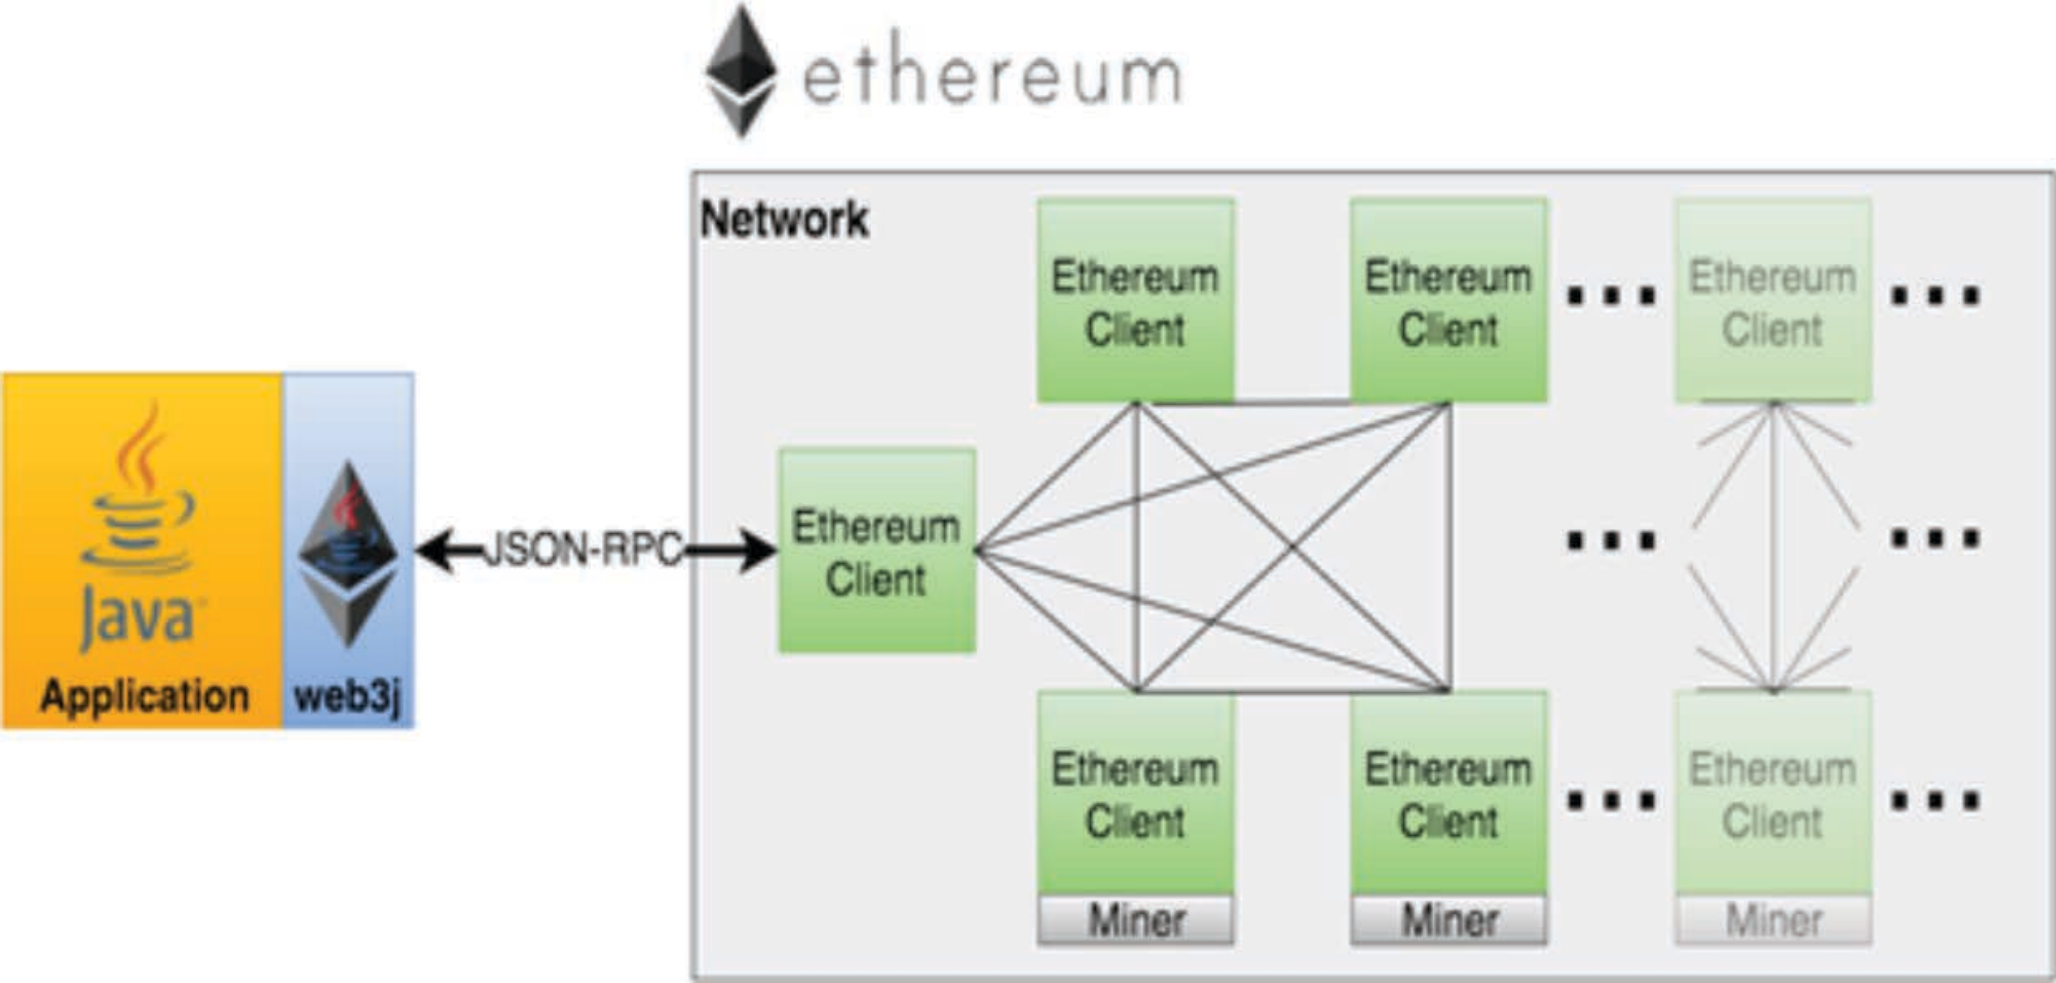 ethereum
Network
Ethereum
Client
Ethereum
Client
Ethereum
Client
Java
Application
web3j
JSON-RPC
Ethereum
Client
Ethereum
Client
Miner
Ethereum
Client
Miner
Ethereum
Client
Miner